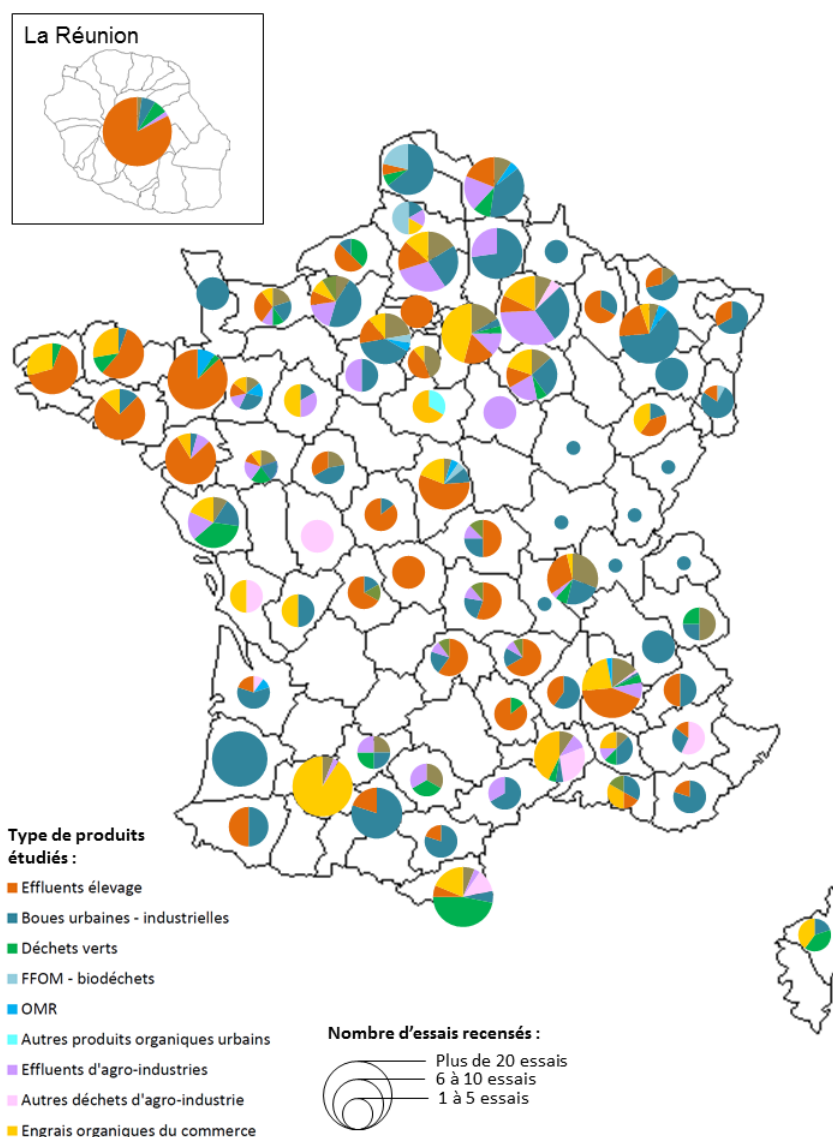 La Réunion
Type de produits
étudiés :
Effluents élevage
Boues urbaines - industrielles
Déchets verts
FFOM - biodéchets
OMR
Autres produits organiques urbains
Effluents d'agro-industries
Autres déchets d'agro-industrie
Engrais organiques du commerce
Nombre d'essais recensés :
Plus de 20 essais
6 à 10 essais
1 à 5 essais